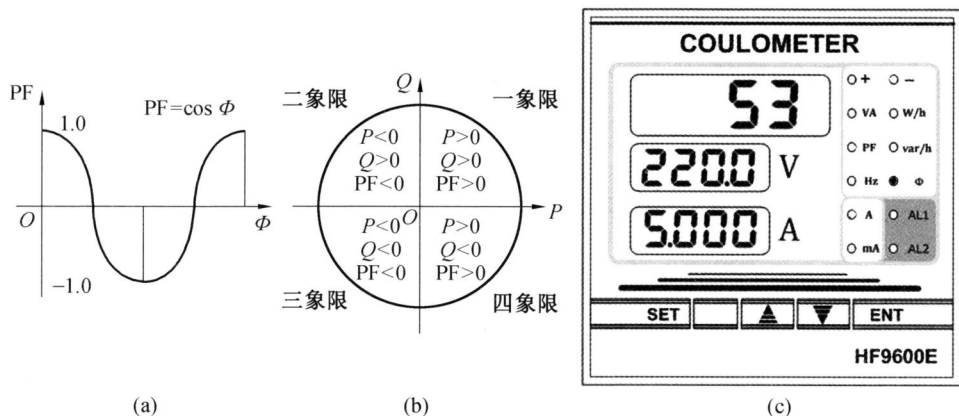 PF
PF=cos Φ
1.0
O
Φ
−1.0
(a)
Q
二象限
一象限
P<0
Q>0
PF<0
P>0
Q>0
PF>0
O
P
P<0
Q<0
PF<0
P>0
Q<0
PF>0
三象限
四象限
(b)
COULOMETER
53
220.0 V
5.000 A
+ −
VA W/h
PF var/h
Hz Φ
A AL1
mA AL2
SET
ENT
HF9600E
(c)